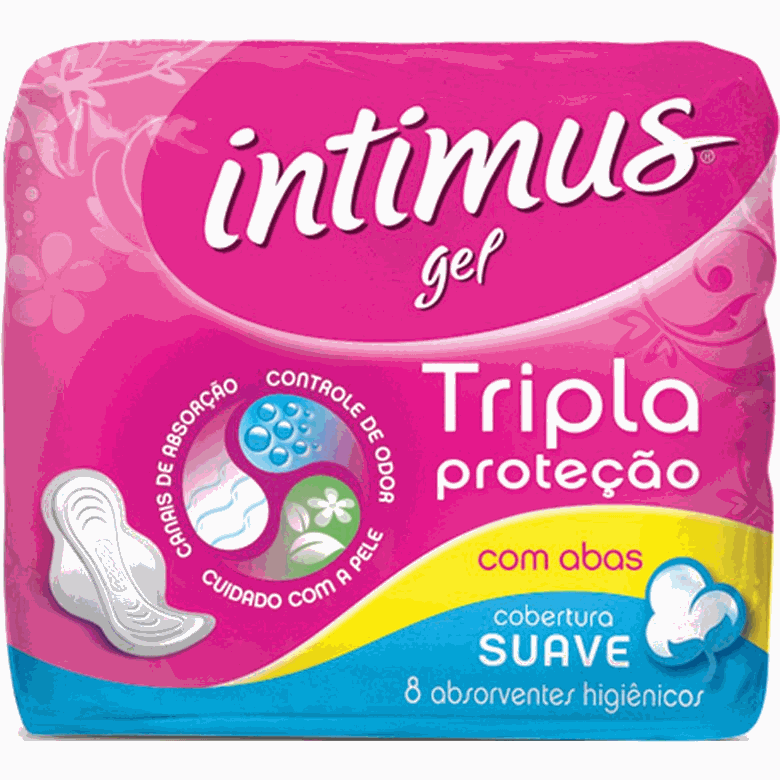 intimus®
gel
Tripla
proteção
CANAIS DE ABSORÇÃO
CONTROLE DE ODOR
CUIDADO COM A PELE
com abas
cobertura
SUAVE
8 absorventes higiênicos